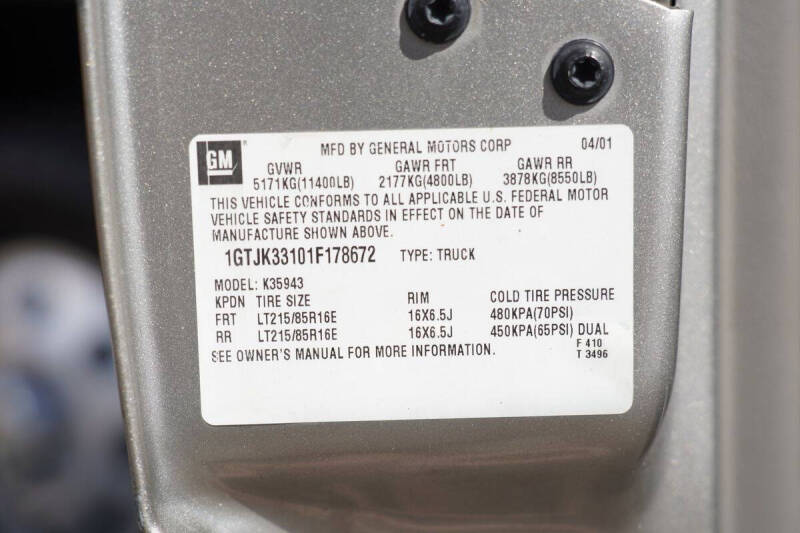 GM
MFD BY GENERAL MOTORS CORP 04/01
GVWR GAWR FRT GAWR RR
5171KG(11400LB) 2177KG(4800LB) 3878KG(8550LB)
THIS VEHICLE CONFORMS TO ALL APPLICABLE U.S. FEDERAL MOTOR
VEHICLE SAFETY STANDARDS IN EFFECT ON THE DATE OF
MANUFACTURE SHOWN ABOVE.
1GTJK33101F178672 TYPE: TRUCK
MODEL: K35943
KPDN TIRE SIZE RIM COLD TIRE PRESSURE
FRT LT215/85R16E 16X6.5J 480KPA(70PSI)
RR LT215/85R16E 16X6.5J 450KPA(65PSI) DUAL
SEE OWNER'S MANUAL FOR MORE INFORMATION. F 410
T 3496